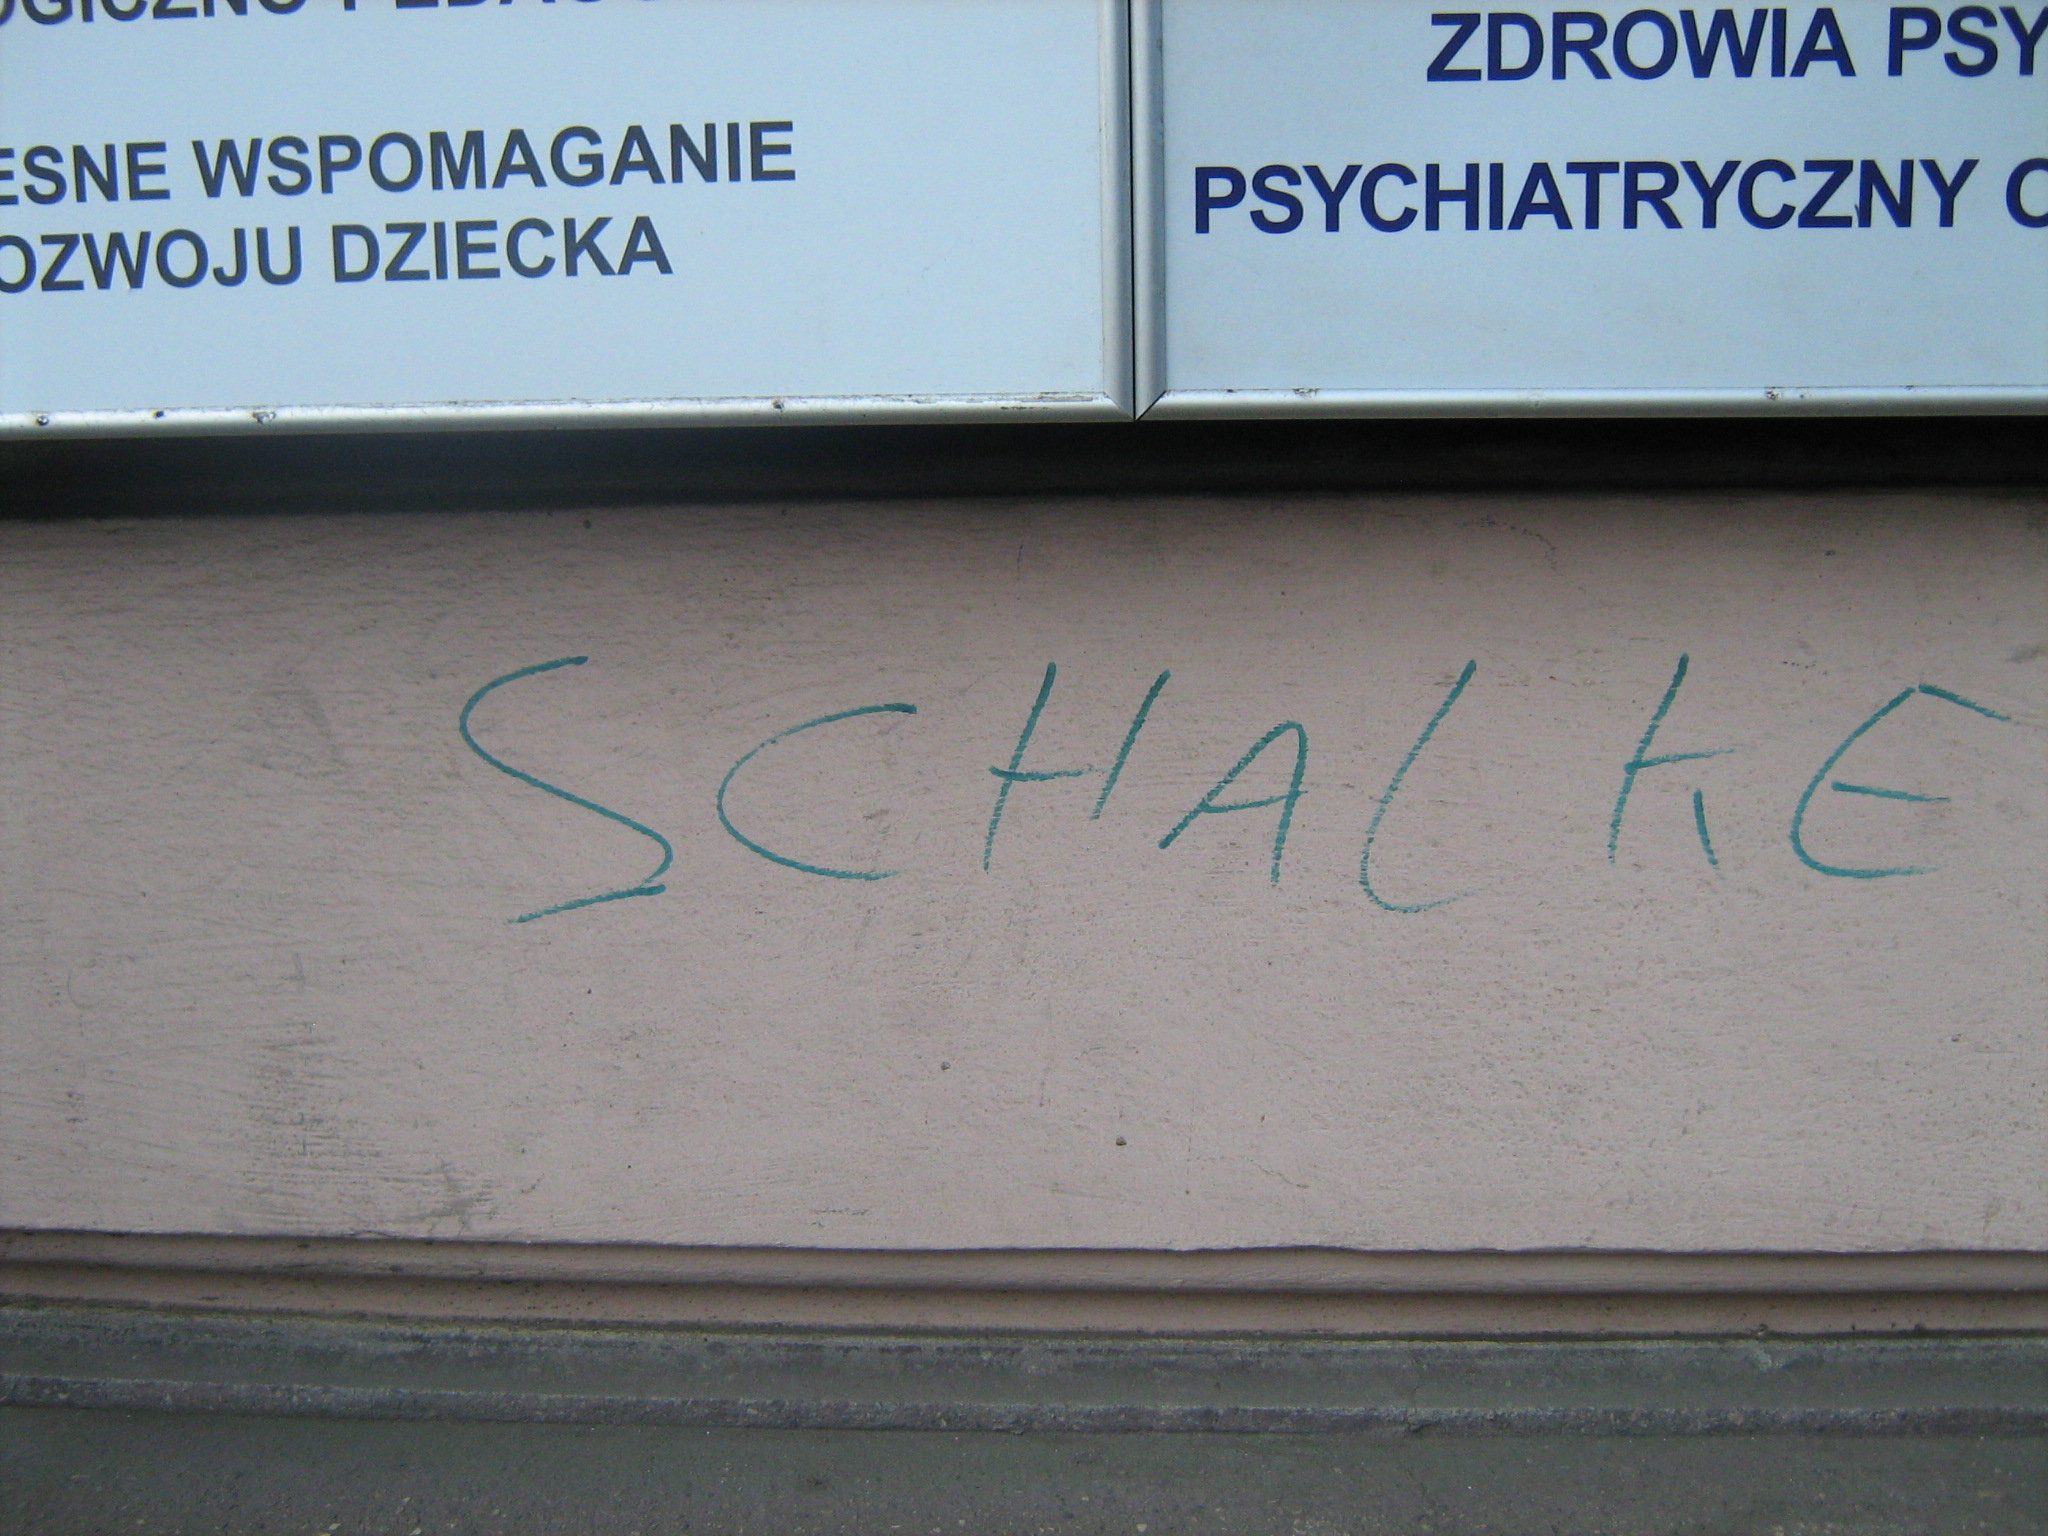 ESNE WSPOMAGANIE
OZWOJU DZIECKA
ZDROWIA PSY
PSYCHIATRYCZNY
SCHALKE